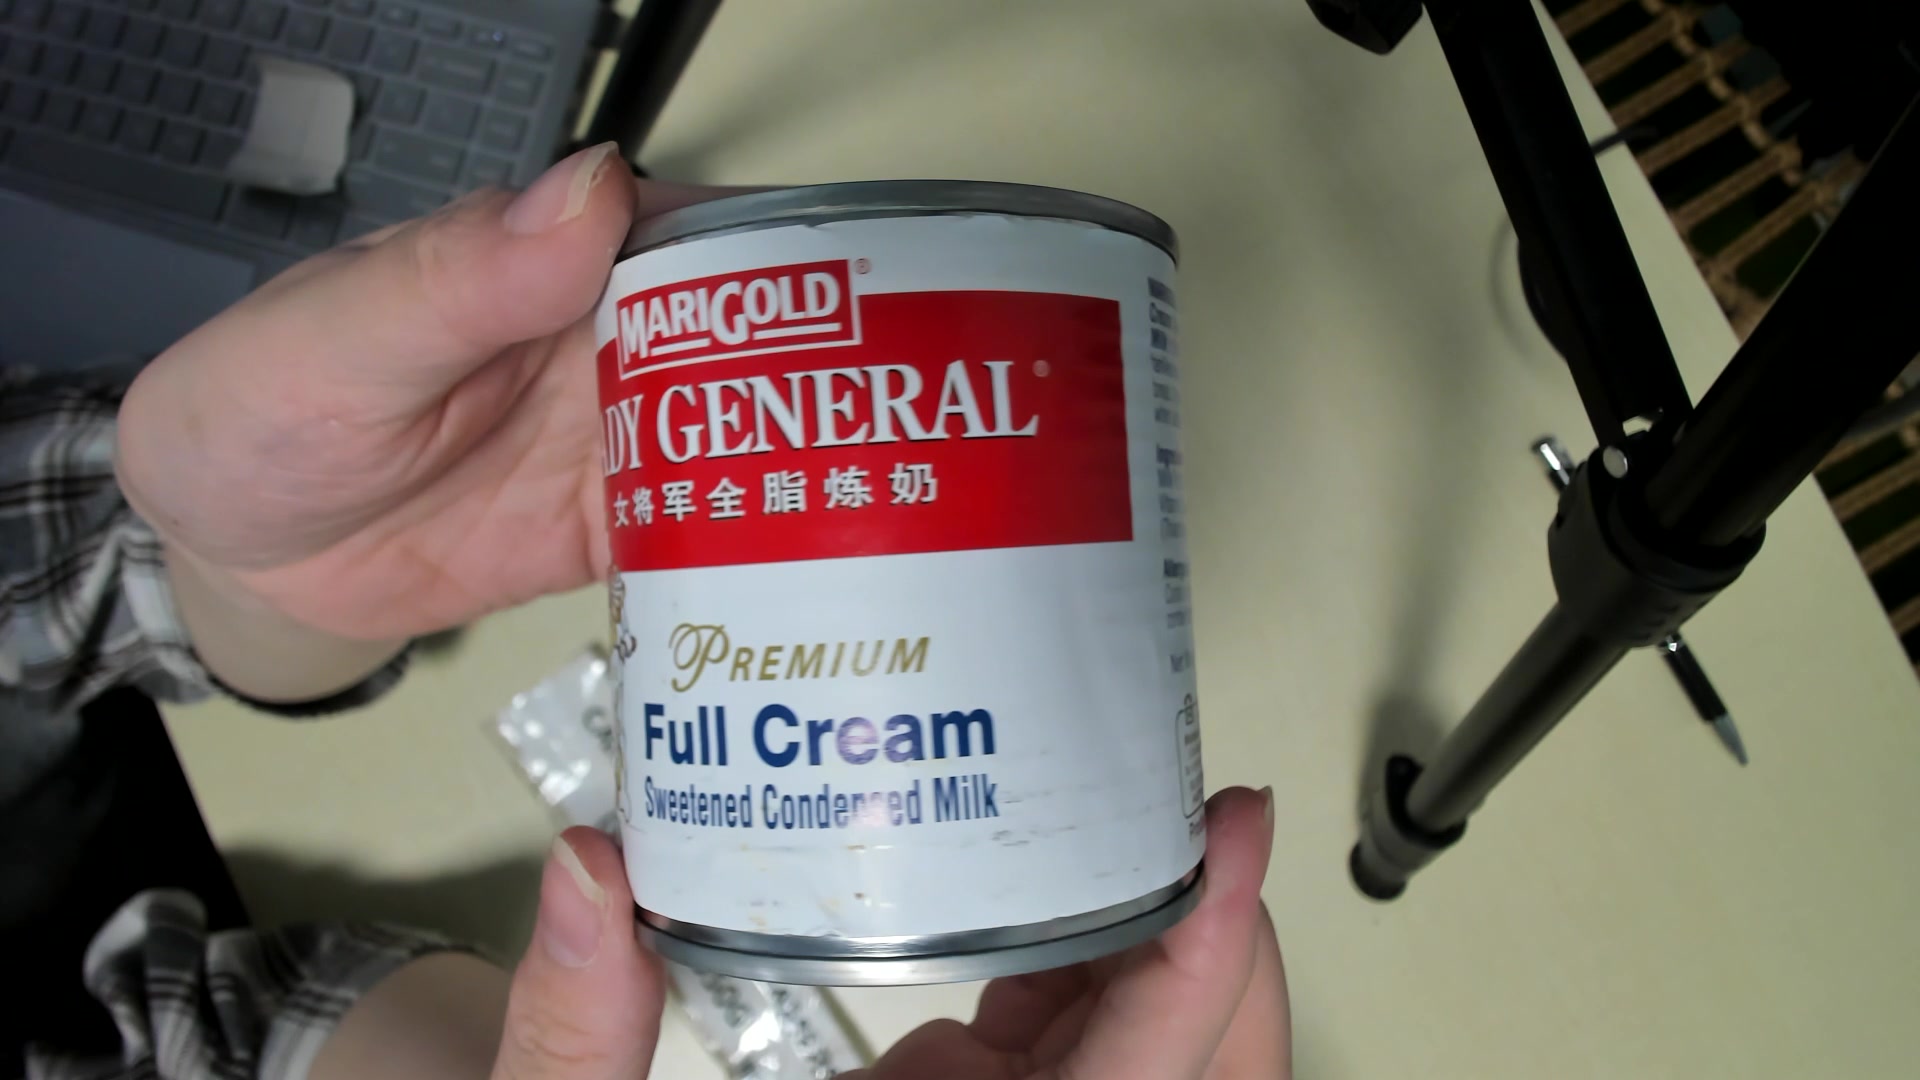 MARIGOLD
ADY GENERAL
女将军全脂炼奶
PREMIUM
Full Cream
Sweetened Condensed Milk